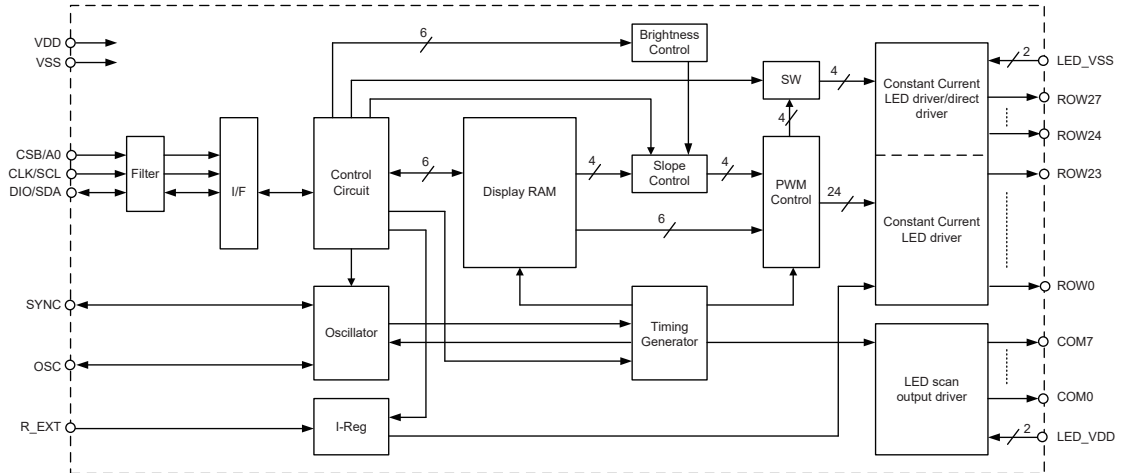 VDD
VSS
CSB/A0
CLK/SCL
DIO/SDA
SYNC
OSC
R_EXT
Filter
I/F
Control
Circuit
Oscillator
I-Reg
6
6
Display RAM
4
6
Brightness
Control
Slope
Control
4
Timing
Generator
SW
4
4
PWM
Control
24
Constant Current
LED driver/direct
driver
Constant Current
LED driver
LED scan
output driver
2
LED_VSS
ROW27
ROW24
ROW23
ROW0
COM7
COM0
2
LED_VDD